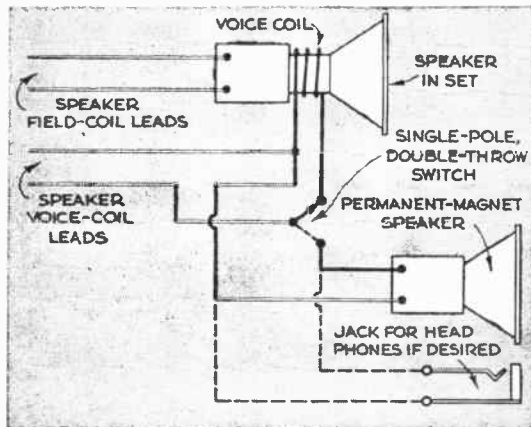 VOICE COIL
SPEAKER
IN SET
SPEAKER
FIELD-COIL LEADS
SINGLE-POLE,
DOUBLE-THROW
SWITCH
SPEAKER
VOICE-COIL
LEADS
PERMANENT-MAGNET
SPEAKER
JACK FOR HEAD
PHONES IF DESIRED